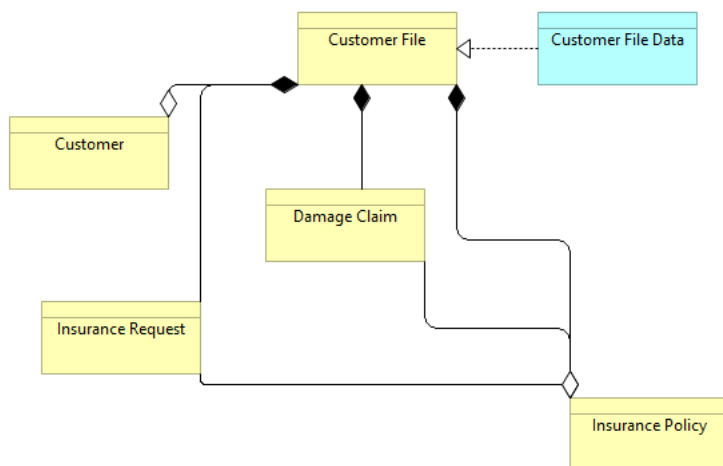 Customer File
Customer File Data
Customer
Damage Claim
Insurance Request
Insurance Policy